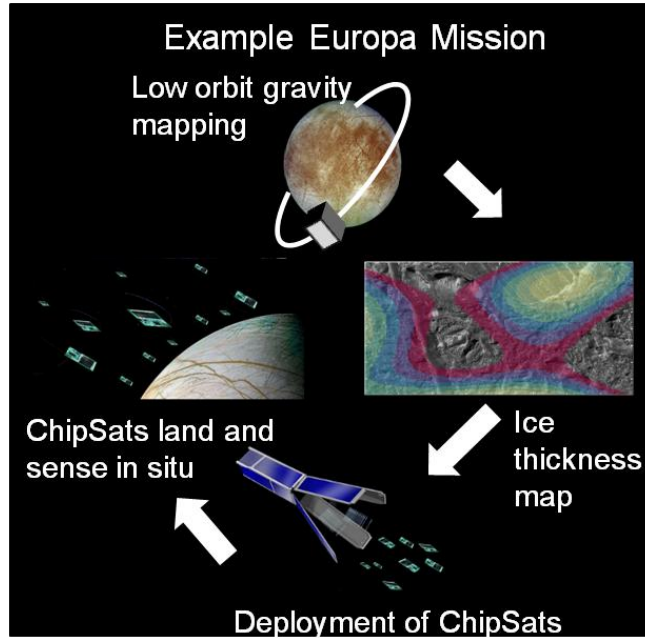 Example Europa Mission
Low orbit gravity
mapping
Ice
thickness
map
ChipSats land and
sense in situ
Deployment of ChipSats